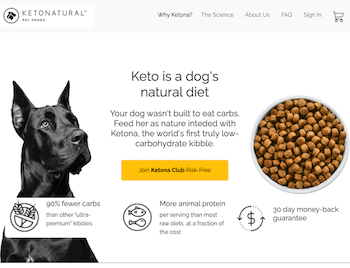 KETONATURAL™
PET FOODS
Why Ketona? The Science About Us FAQ Sign In
Keto is a dog's
natural diet
Your dog wasn't built to eat carbs.
Feed her as nature inteded with
Ketona, the world's first truly low-
carbohydrate kibble.
Join Ketona Club Risk-Free
90% fewer carbs
than other "ultra-
premium" kibbles
More animal protein
per serving than most
raw diets, at a fraction of
the cost
30 day money-back
guarantee